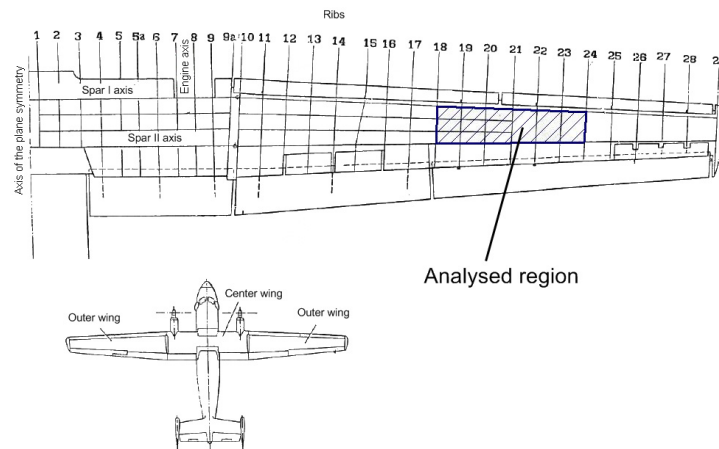 Ribs
1 2 3 4 5 5a 6 7 8 9 9a 10 11 12 13 14 15 16 17 18 19 20 21 22 23 24 25 26 27 28 2
Engine axis
Spar I axis
Spar II axis
Axis of the plane symmetry
Analysed region
Center wing
Outer wing
Outer wing